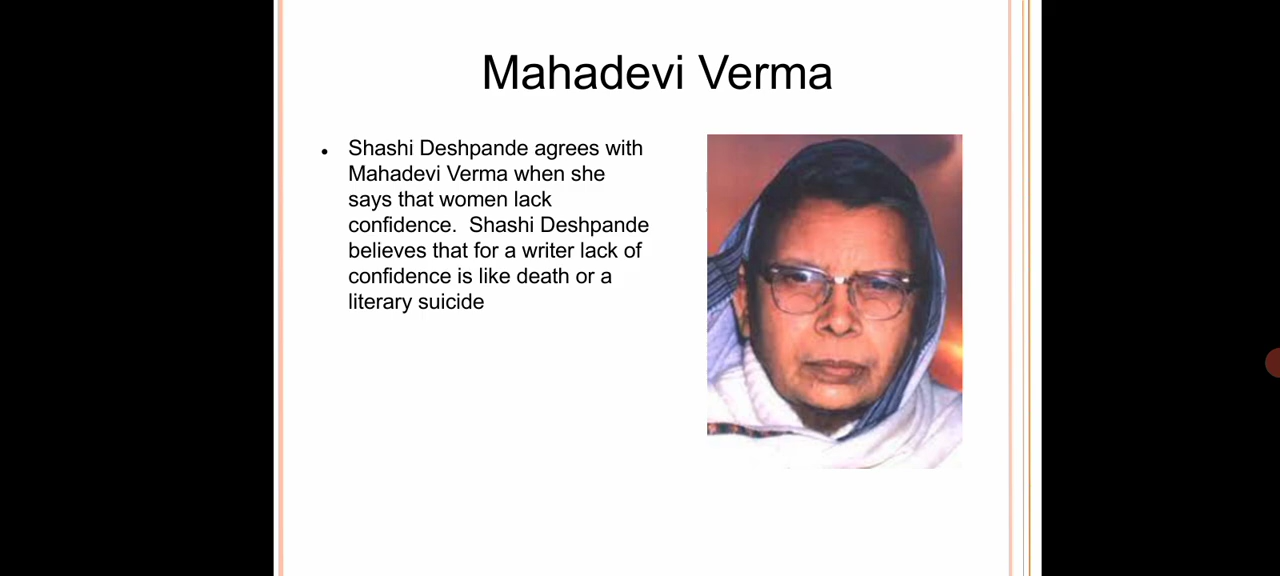 Mahadevi Verma
• Shashi Deshpande agrees with
Mahadevi Verma when she
says that women lack
confidence.  Shashi Deshpande
believes that for a writer lack of
confidence is like death or a
literary suicide